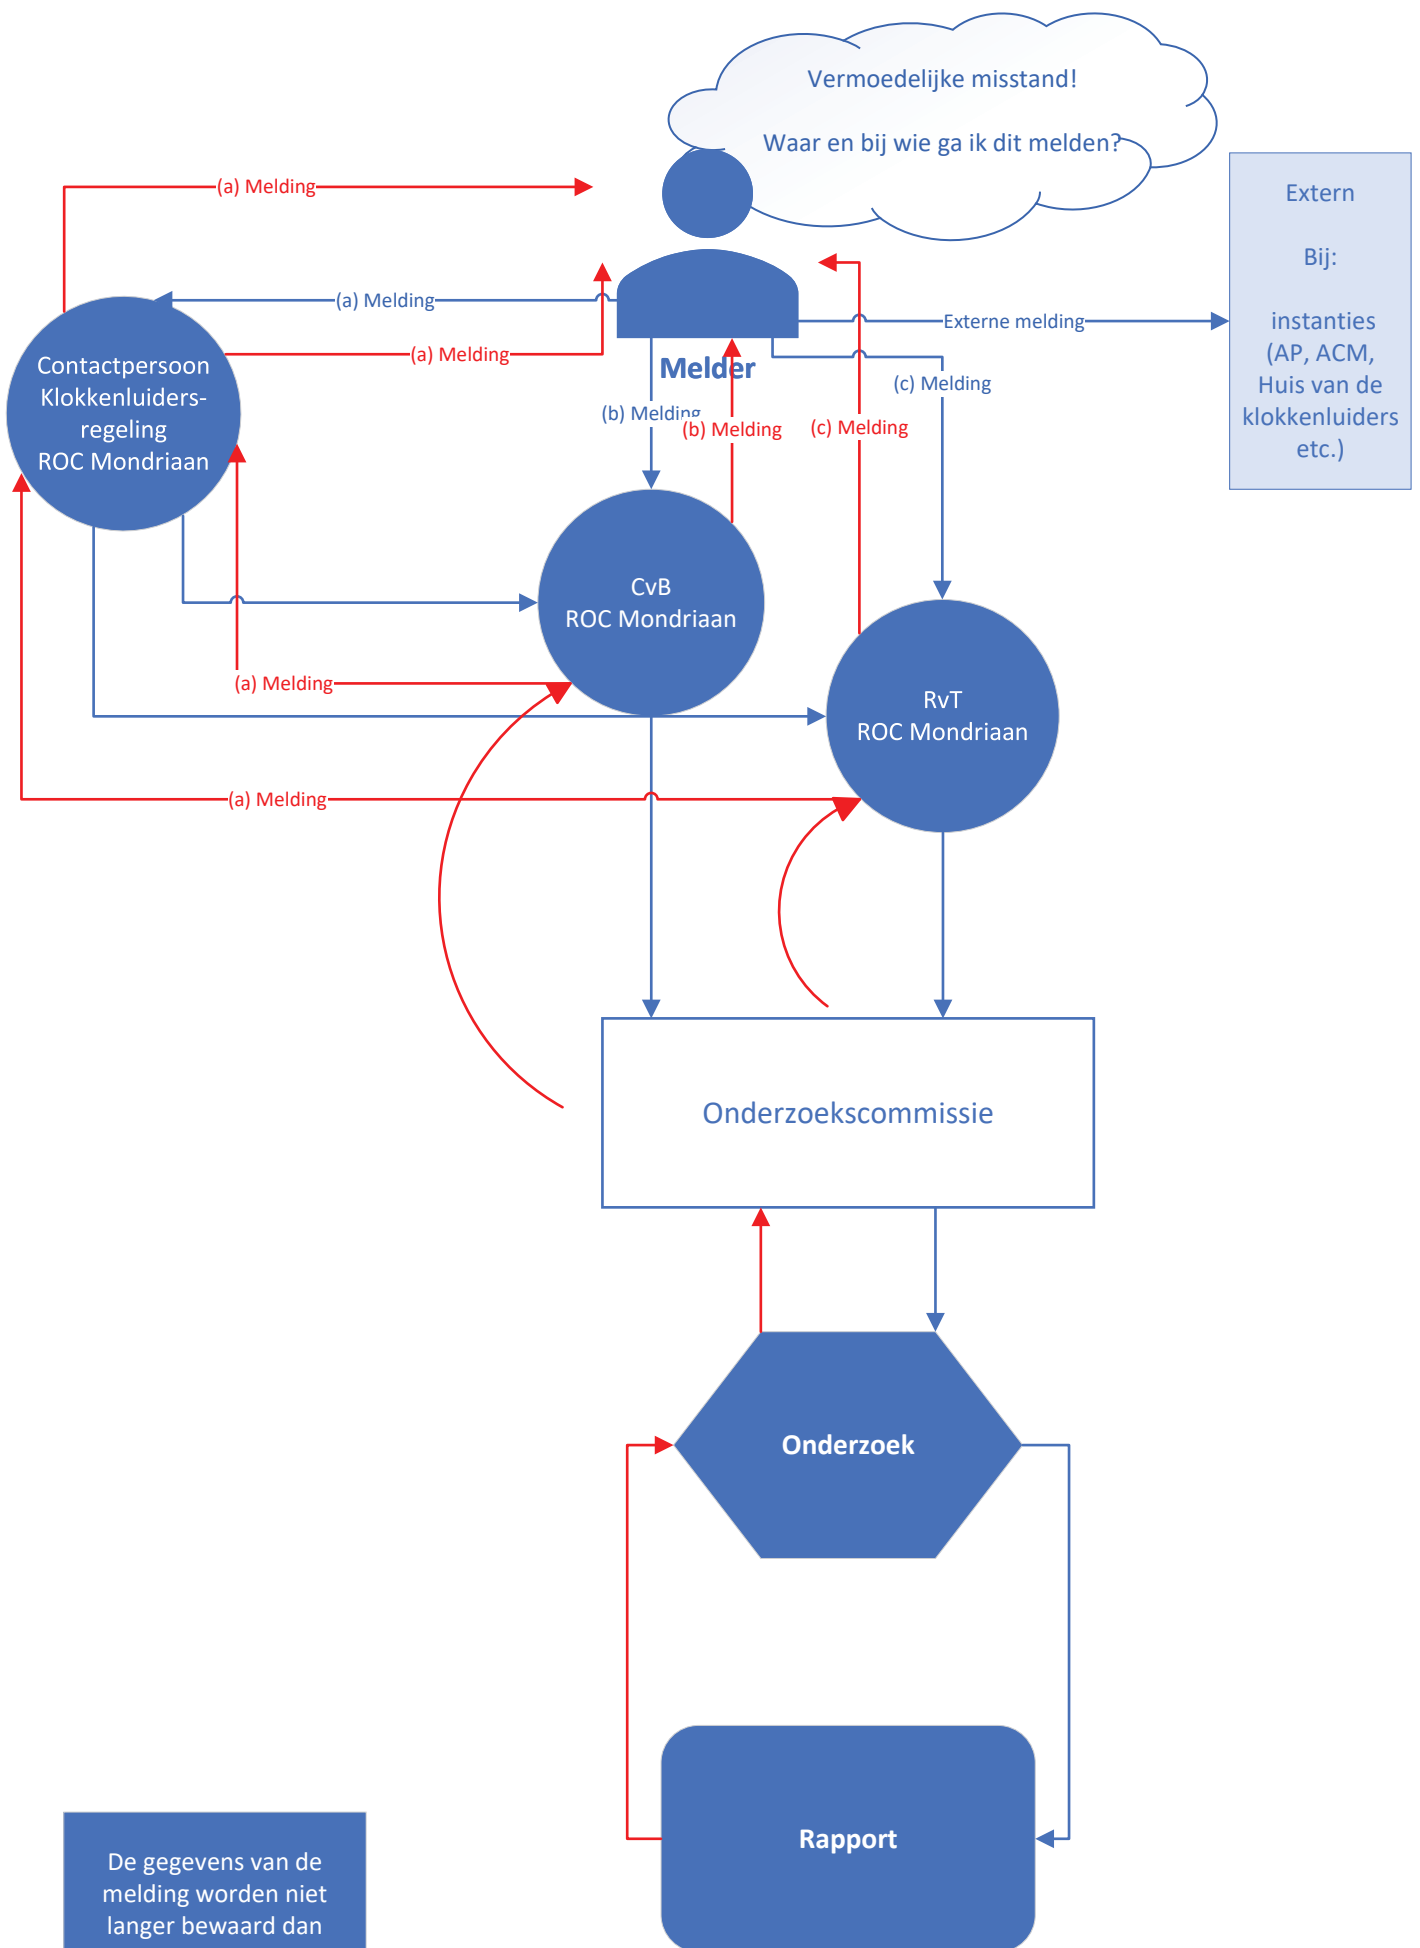 Vermoedelijke misstand!
Waar en bij wie ga ik dit melden?
(a) Melding
Extern
Bij:
instanties
(AP, ACM,
Huis van de
klokkenluiders
etc.)
(a) Melding
Externe melding
(a) Melding
Melder
(c) Melding
Contactpersoon
Klokkenluiders-
regeling
ROC Mondriaan
(b) Melding
(b) Melding
(c) Melding
CvB
ROC Mondriaan
(a) Melding
RvT
ROC Mondriaan
(a) Melding
Onderzoekscommissie
Onderzoek
Rapport
De gegevens van de
melding worden niet
langer bewaard dan